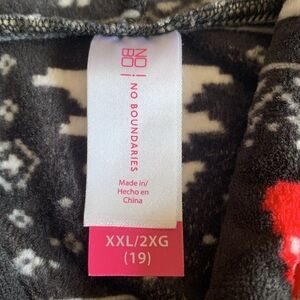 NO
BO
NO BOUNDARIES
Made in/
Hecho en
China
XXL/2XG
(19)